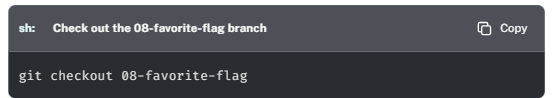 sh: Check out the 08-favorite-flag branch Copy
git checkout 08-favorite-flag